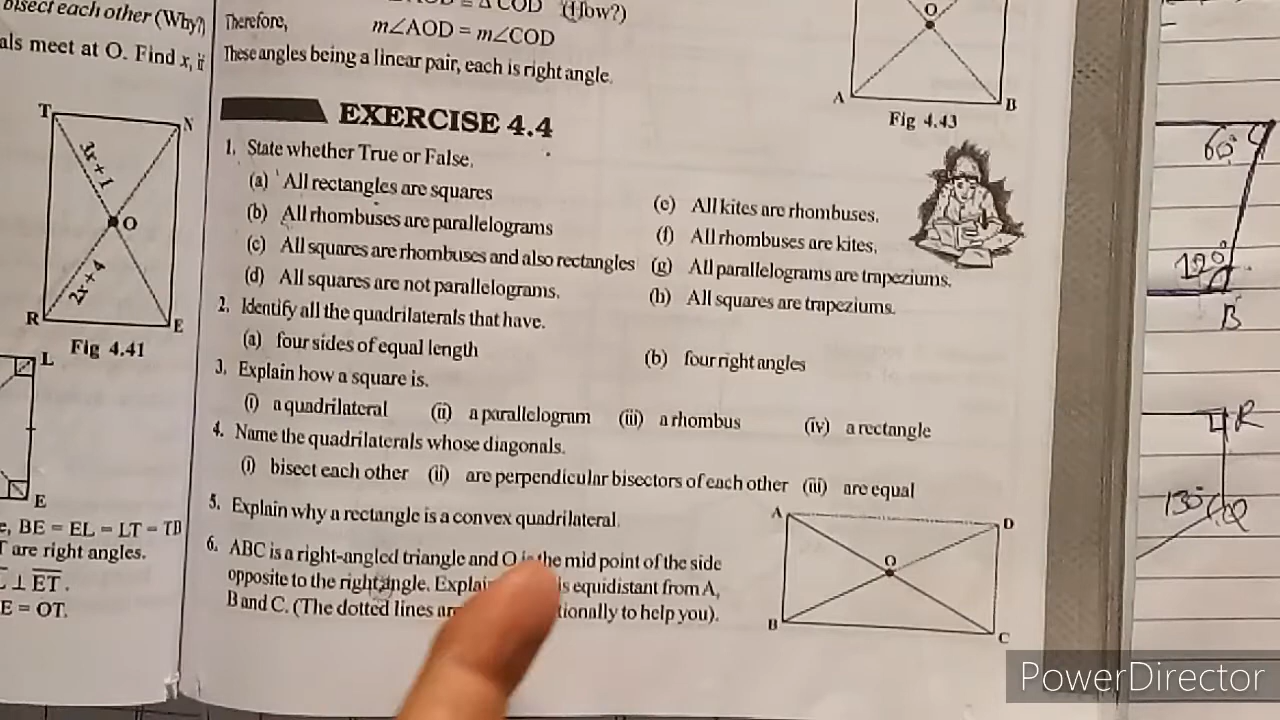 bisect each other (Why?)
als meet at O. Find x, if
T
N
3x + 1
O
2x + 4
R
E
Fig 4.41
L
E
e, BE = EL = LT = TB
T are right angles.
⊥ ET.
E = OT.
COD (How?)
Therefore,
m∠AOD = m∠COD
These angles being a linear pair, each is right angle.
O
A
B
Fig 4.43
EXERCISE 4.4
1. State whether True or False.
(a) All rectangles are squares
(b) All rhombuses are parallelograms
(c) All squares are rhombuses and also rectangles
(d) All squares are not parallelograms.
(e) All kites are rhombuses.
(f) All rhombuses are kites.
(g) All parallelograms are trapeziums.
(h) All squares are trapeziums.
2. Identify all the quadrilaterals that have.
(a) four sides of equal length (b) four right angles
3. Explain how a square is.
(i) a quadrilateral (ii) a parallelogram (iii) a rhombus (iv) a rectangle
4. Name the quadrilaterals whose diagonals.
(i) bisect each other (ii) are perpendicular bisectors of each other (iii) are equal
5. Explain why a rectangle is a convex quadrilateral.
6. ABC is a right-angled triangle and O is the mid point of the side
opposite to the right angle. Explai s equidistant from A,
B and C. (The dotted lines ar tionally to help you).
A
D
O
B
C
60°
120°
B
R
130°
Q
PowerDirector